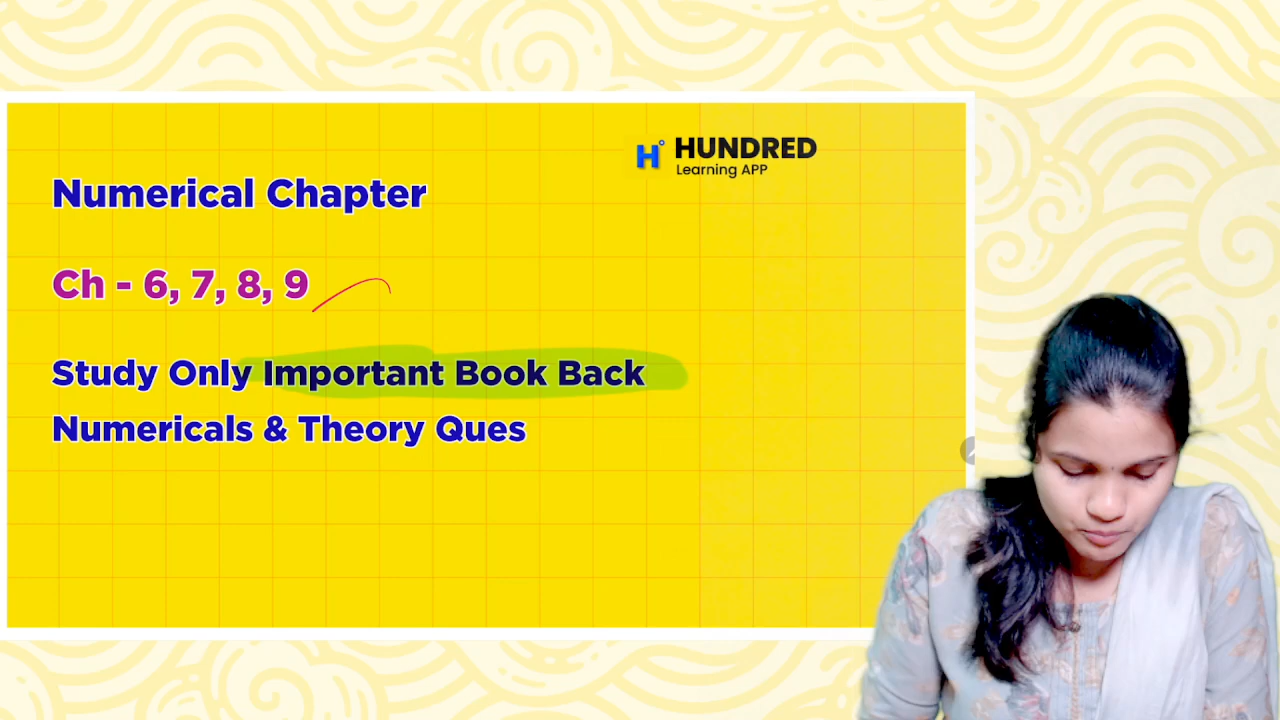 HUNDRED
Learning APP
Numerical Chapter
Ch - 6, 7, 8, 9
Study Only Important Book Back
Numericals & Theory Ques